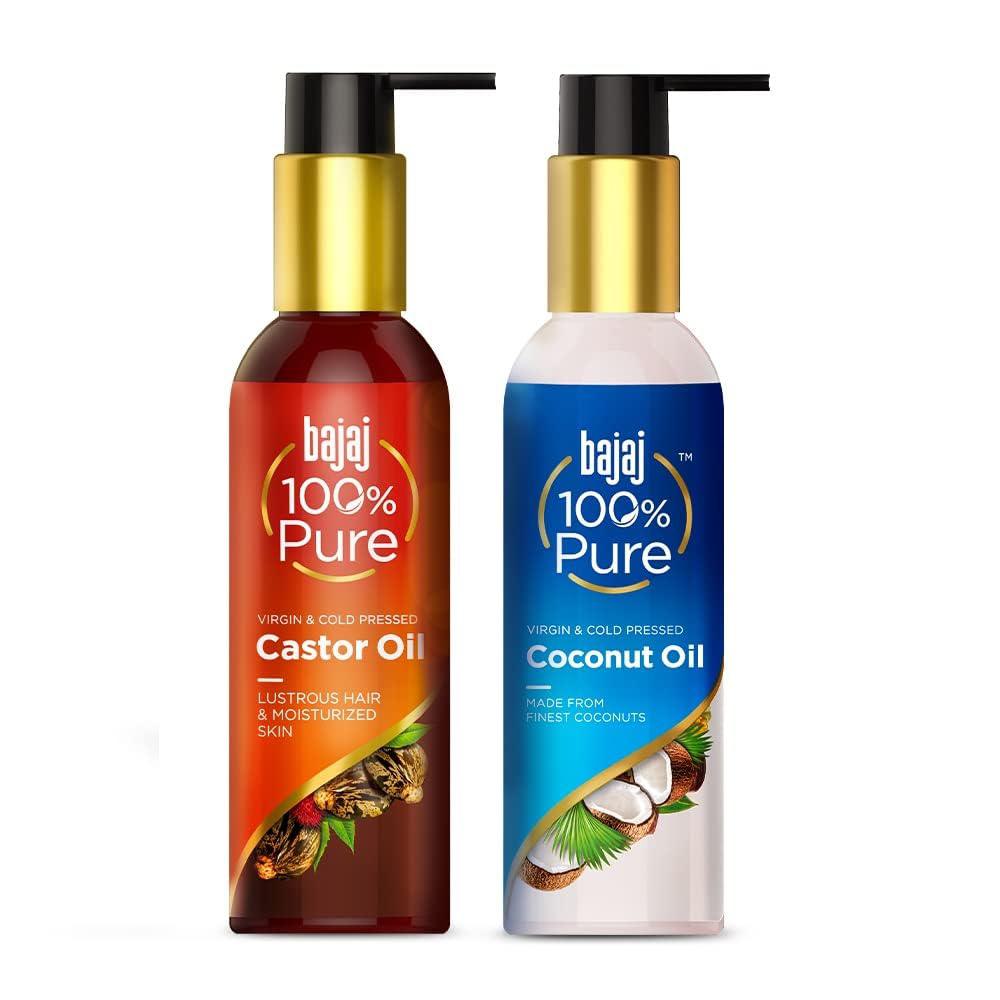 bajaj
100%
Pure
VIRGIN & COLD PRESSED
Castor Oil
LUSTROUS HAIR
& MOISTURIZED
SKIN
bajaj ™
100%
Pure
VIRGIN & COLD PRESSED
Coconut Oil
MADE FROM
FINEST COCONUTS